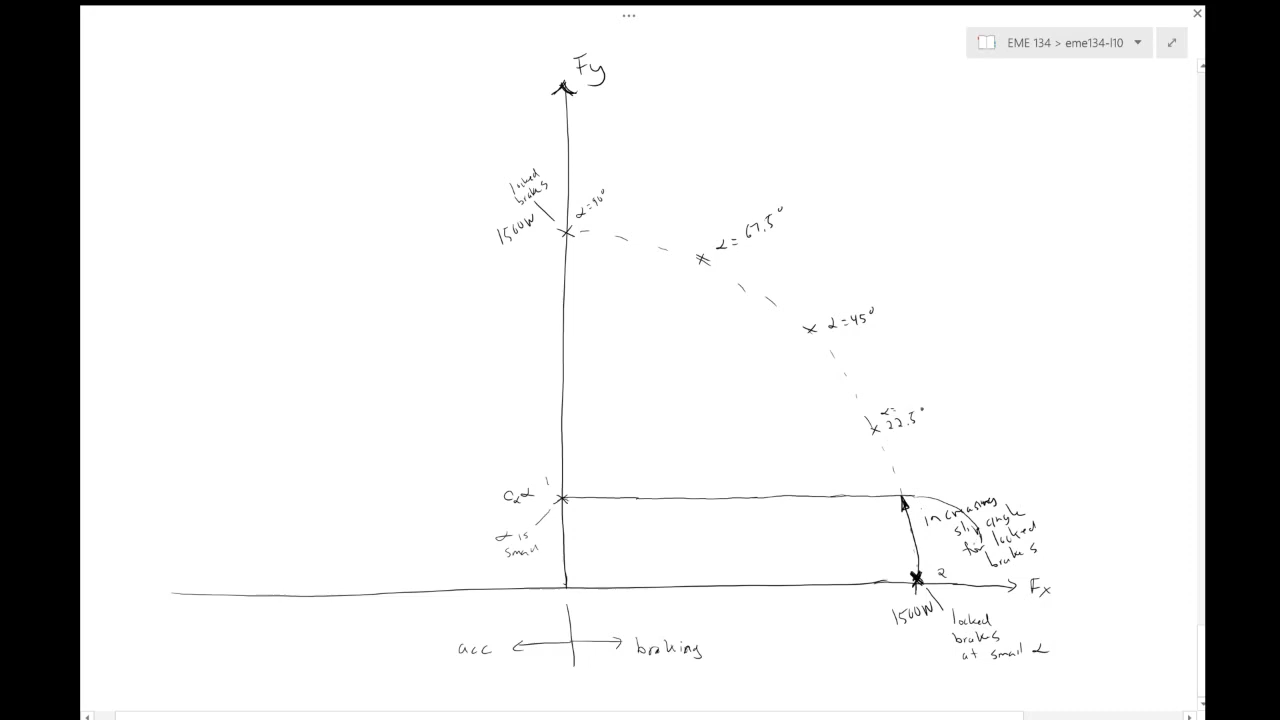 EME 134 > eme134-l10
Fy
locked
brakes
1500W
α=90°
α= 67.5°
α=45°
α=
22.5°
Cαα
1
α is
small
increasing
slip angle
for locked
brakes
2
Fx
1500W
locked
brakes
at small α
acc
braking